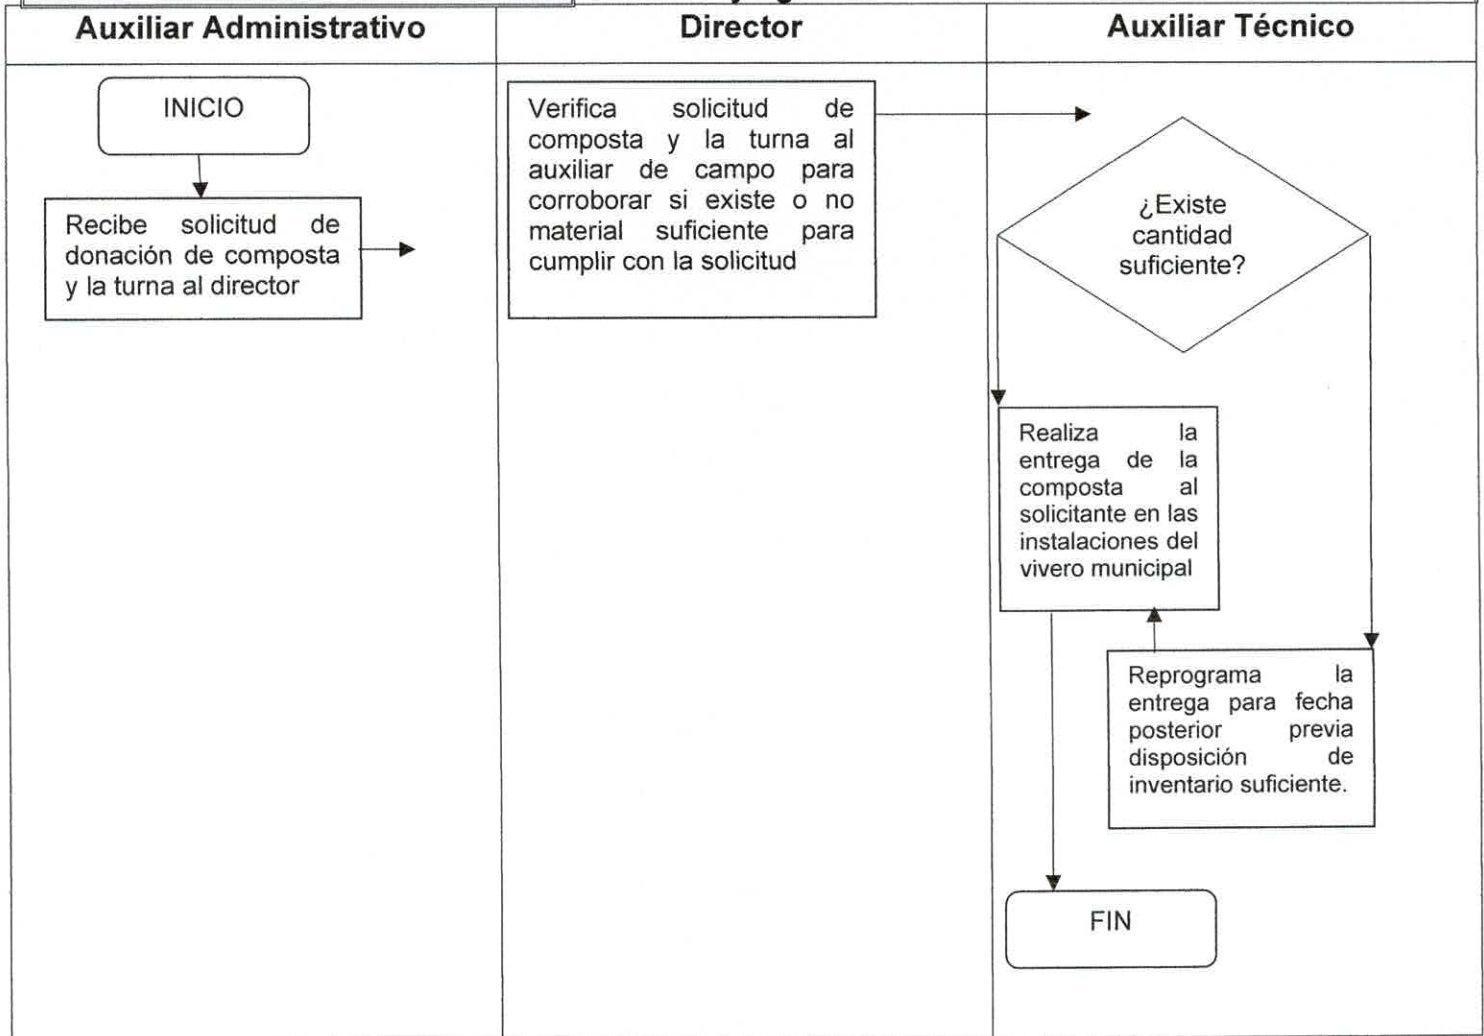 Auxiliar Administrativo
Director
Auxiliar Técnico
INICIO
Recibe solicitud de
donación de composta
y la turna al director
Verifica solicitud de
composta y la turna al
auxiliar de campo para
corroborar si existe o no
material suficiente para
cumplir con la solicitud
¿Existe
cantidad
suficiente?
Realiza la
entrega de la
composta al
solicitante en las
instalaciones del
vivero municipal
Reprograma la
entrega para fecha
posterior previa
disposición de
inventario suficiente.
FIN